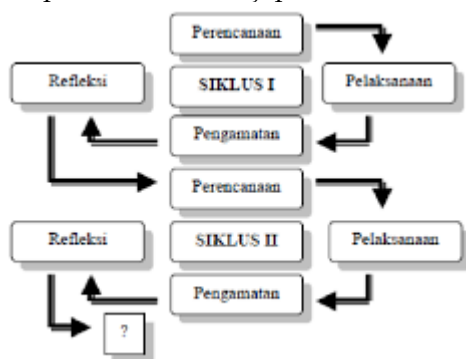 Perencanaan
Refleksi
SIKLUS I
Pelaksanaan
Pengamatan
Perencanaan
Refleksi
SIKLUS II
Pelaksanaan
Pengamatan
?